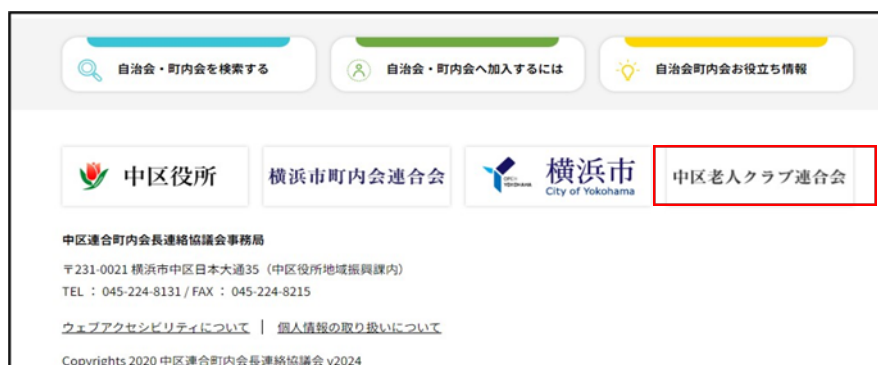 自治会・町内会を検索する
自治会・町内会へ加入するには
自治会町内会お役立ち情報
中区役所
横浜市町内会連合会
OPEN YOKOHAMA
横浜市
City of Yokohama
中区老人クラブ連合会
中区連合町内会長連絡協議会事務局
〒231-0021 横浜市中区日本大通35（中区役所地域振興課内）
TEL ： 045-224-8131 / FAX ： 045-224-8215
ウェブアクセシビリティについて | 個人情報の取り扱いについて
Copyrights 2020 中区連合町内会長連絡協議会 v2024